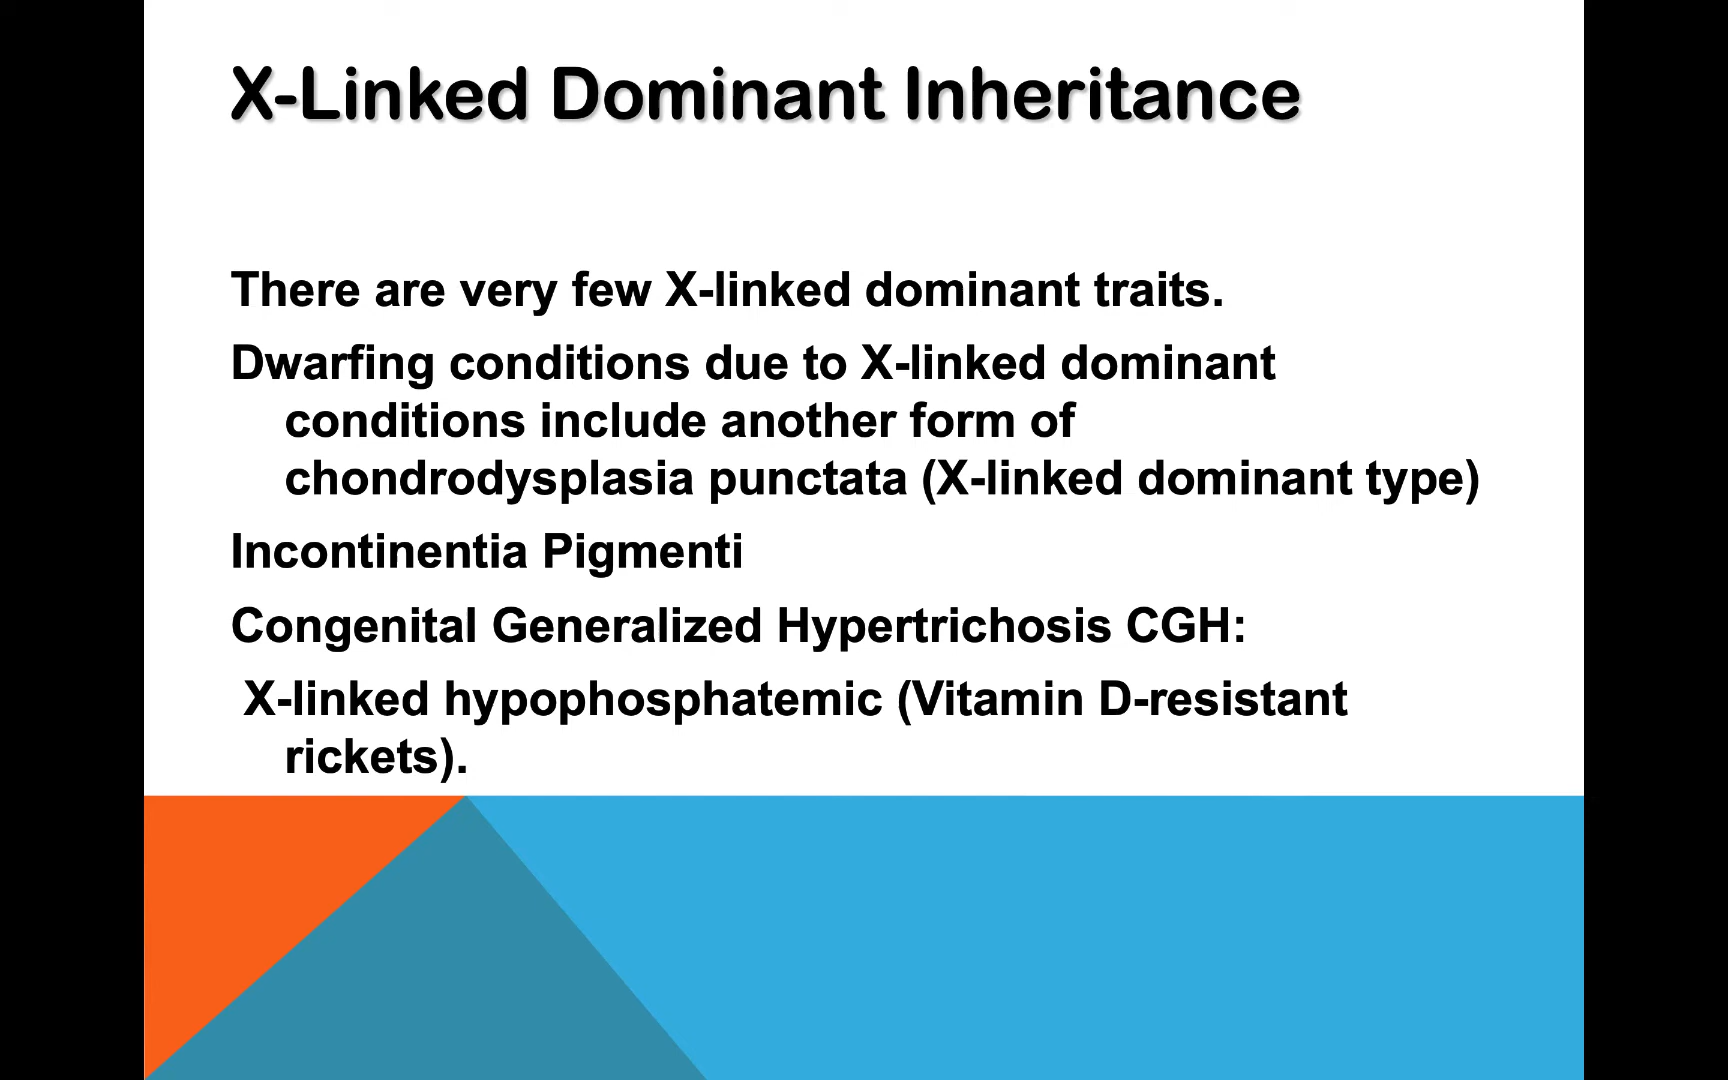 X-Linked Dominant Inheritance
There are very few X-linked dominant traits.
Dwarfing conditions due to X-linked dominant
conditions include another form of
chondrodysplasia punctata (X-linked dominant type)
Incontinentia Pigmenti
Congenital Generalized Hypertrichosis CGH:
X-linked hypophosphatemic (Vitamin D-resistant
rickets).